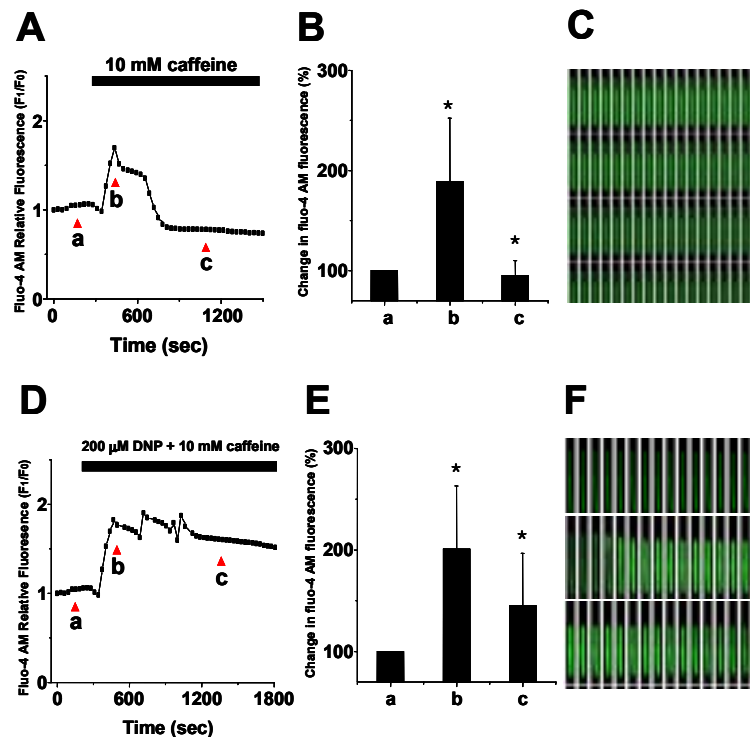 A
10 mM caffeine
Fluo-4 AM Relative Fluorescence (F1/F0)
2
1
0
a
b
c
0
600
1200
Time (sec)
B
Change in fluo-4 AM fluorescence (%)
300
200
100
*
*
a
b
c
C
D
200 µM DNP + 10 mM caffeine
Fluo-4 AM Relative Fluoresence (F1/F0)
2
1
0
a
b
c
0
600
1200
1800
Time (sec)
E
Change in fluo-4 AM fluorescence (%)
300
200
100
*
*
a
b
c
F